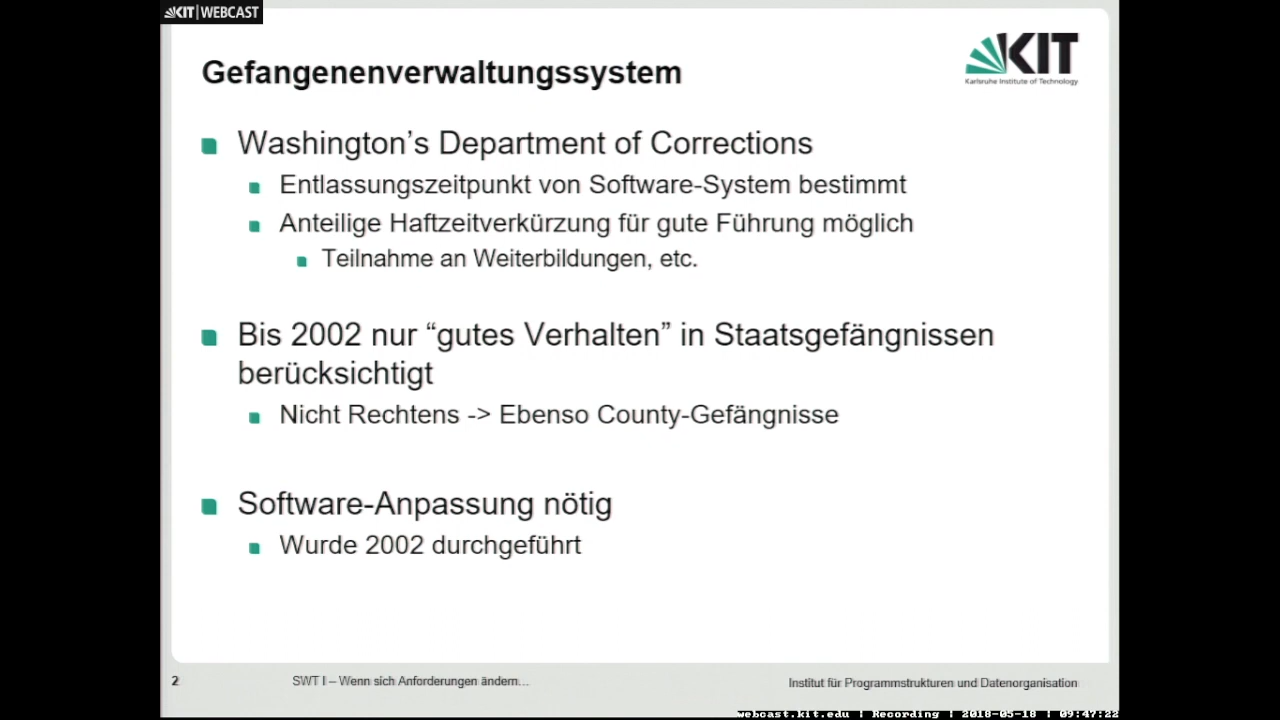 KIT WEBCAST
Gefangenenverwaltungssystem
KIT
Karlsruhe Institute of Technology
Washington’s Department of Corrections
Entlassungszeitpunkt von Software-System bestimmt
Anteilige Haftzeitverkürzung für gute Führung möglich
Teilnahme an Weiterbildungen, etc.
Bis 2002 nur “gutes Verhalten” in Staatsgefängnissen
berücksichtigt
Nicht Rechtens -> Ebenso County-Gefängnisse
Software-Anpassung nötig
Wurde 2002 durchgeführt
2
SWT I – Wenn sich Anforderungen ändern...
Institut für Programmstrukturen und Datenorganisation
webcast.kit.edu | Recording | 2018-05-18 | 09:47:22